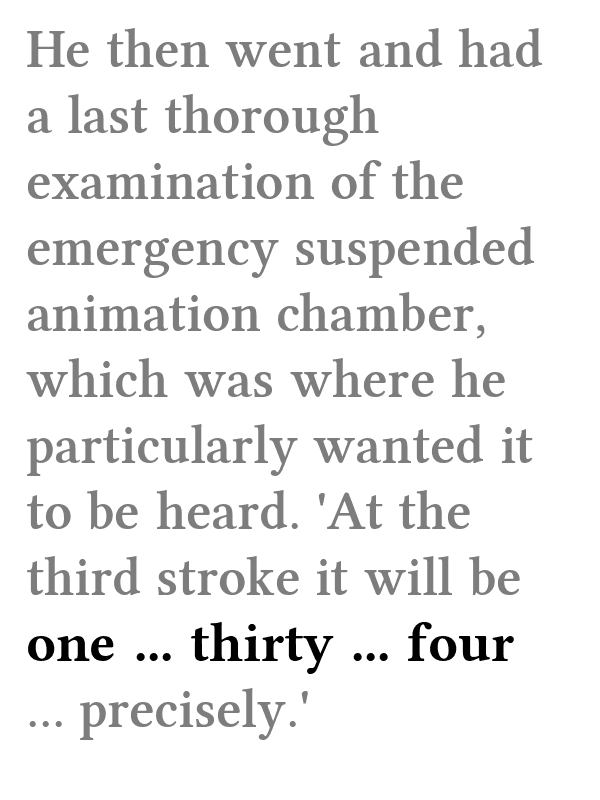 He then went and had
a last thorough
examination of the
emergency suspended
animation chamber,
which was where he
particularly wanted it
to be heard. 'At the
third stroke it will be
one ... thirty ... four
... precisely.'